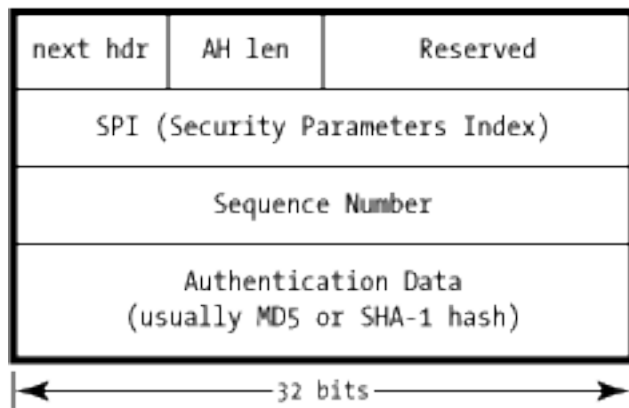 next hdr AH len Reserved
SPI (Security Parameters Index)
Sequence Number
Authentication Data
(usually MD5 or SHA-1 hash)
32 bits